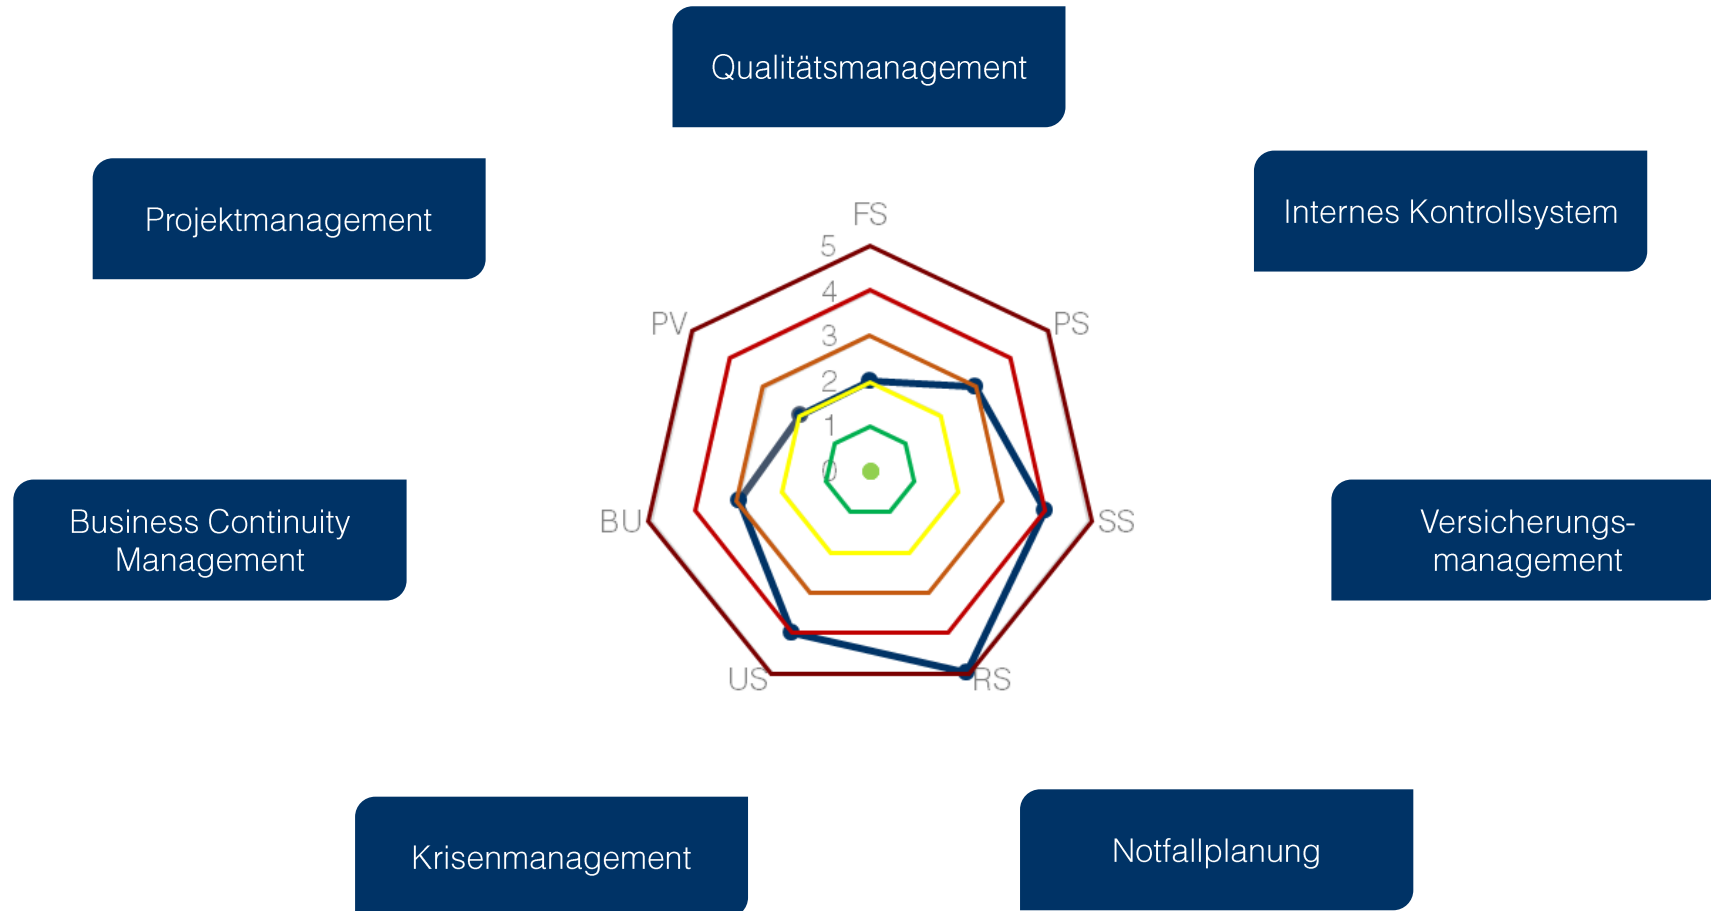 Qualitätsmanagement
Projektmanagement
Internes Kontrollsystem
FS
5
4
3
2
1
0
PV
PS
BU
SS
US
RS
Business Continuity
Management
Versicherungs-
management
Krisenmanagement
Notfallplanung